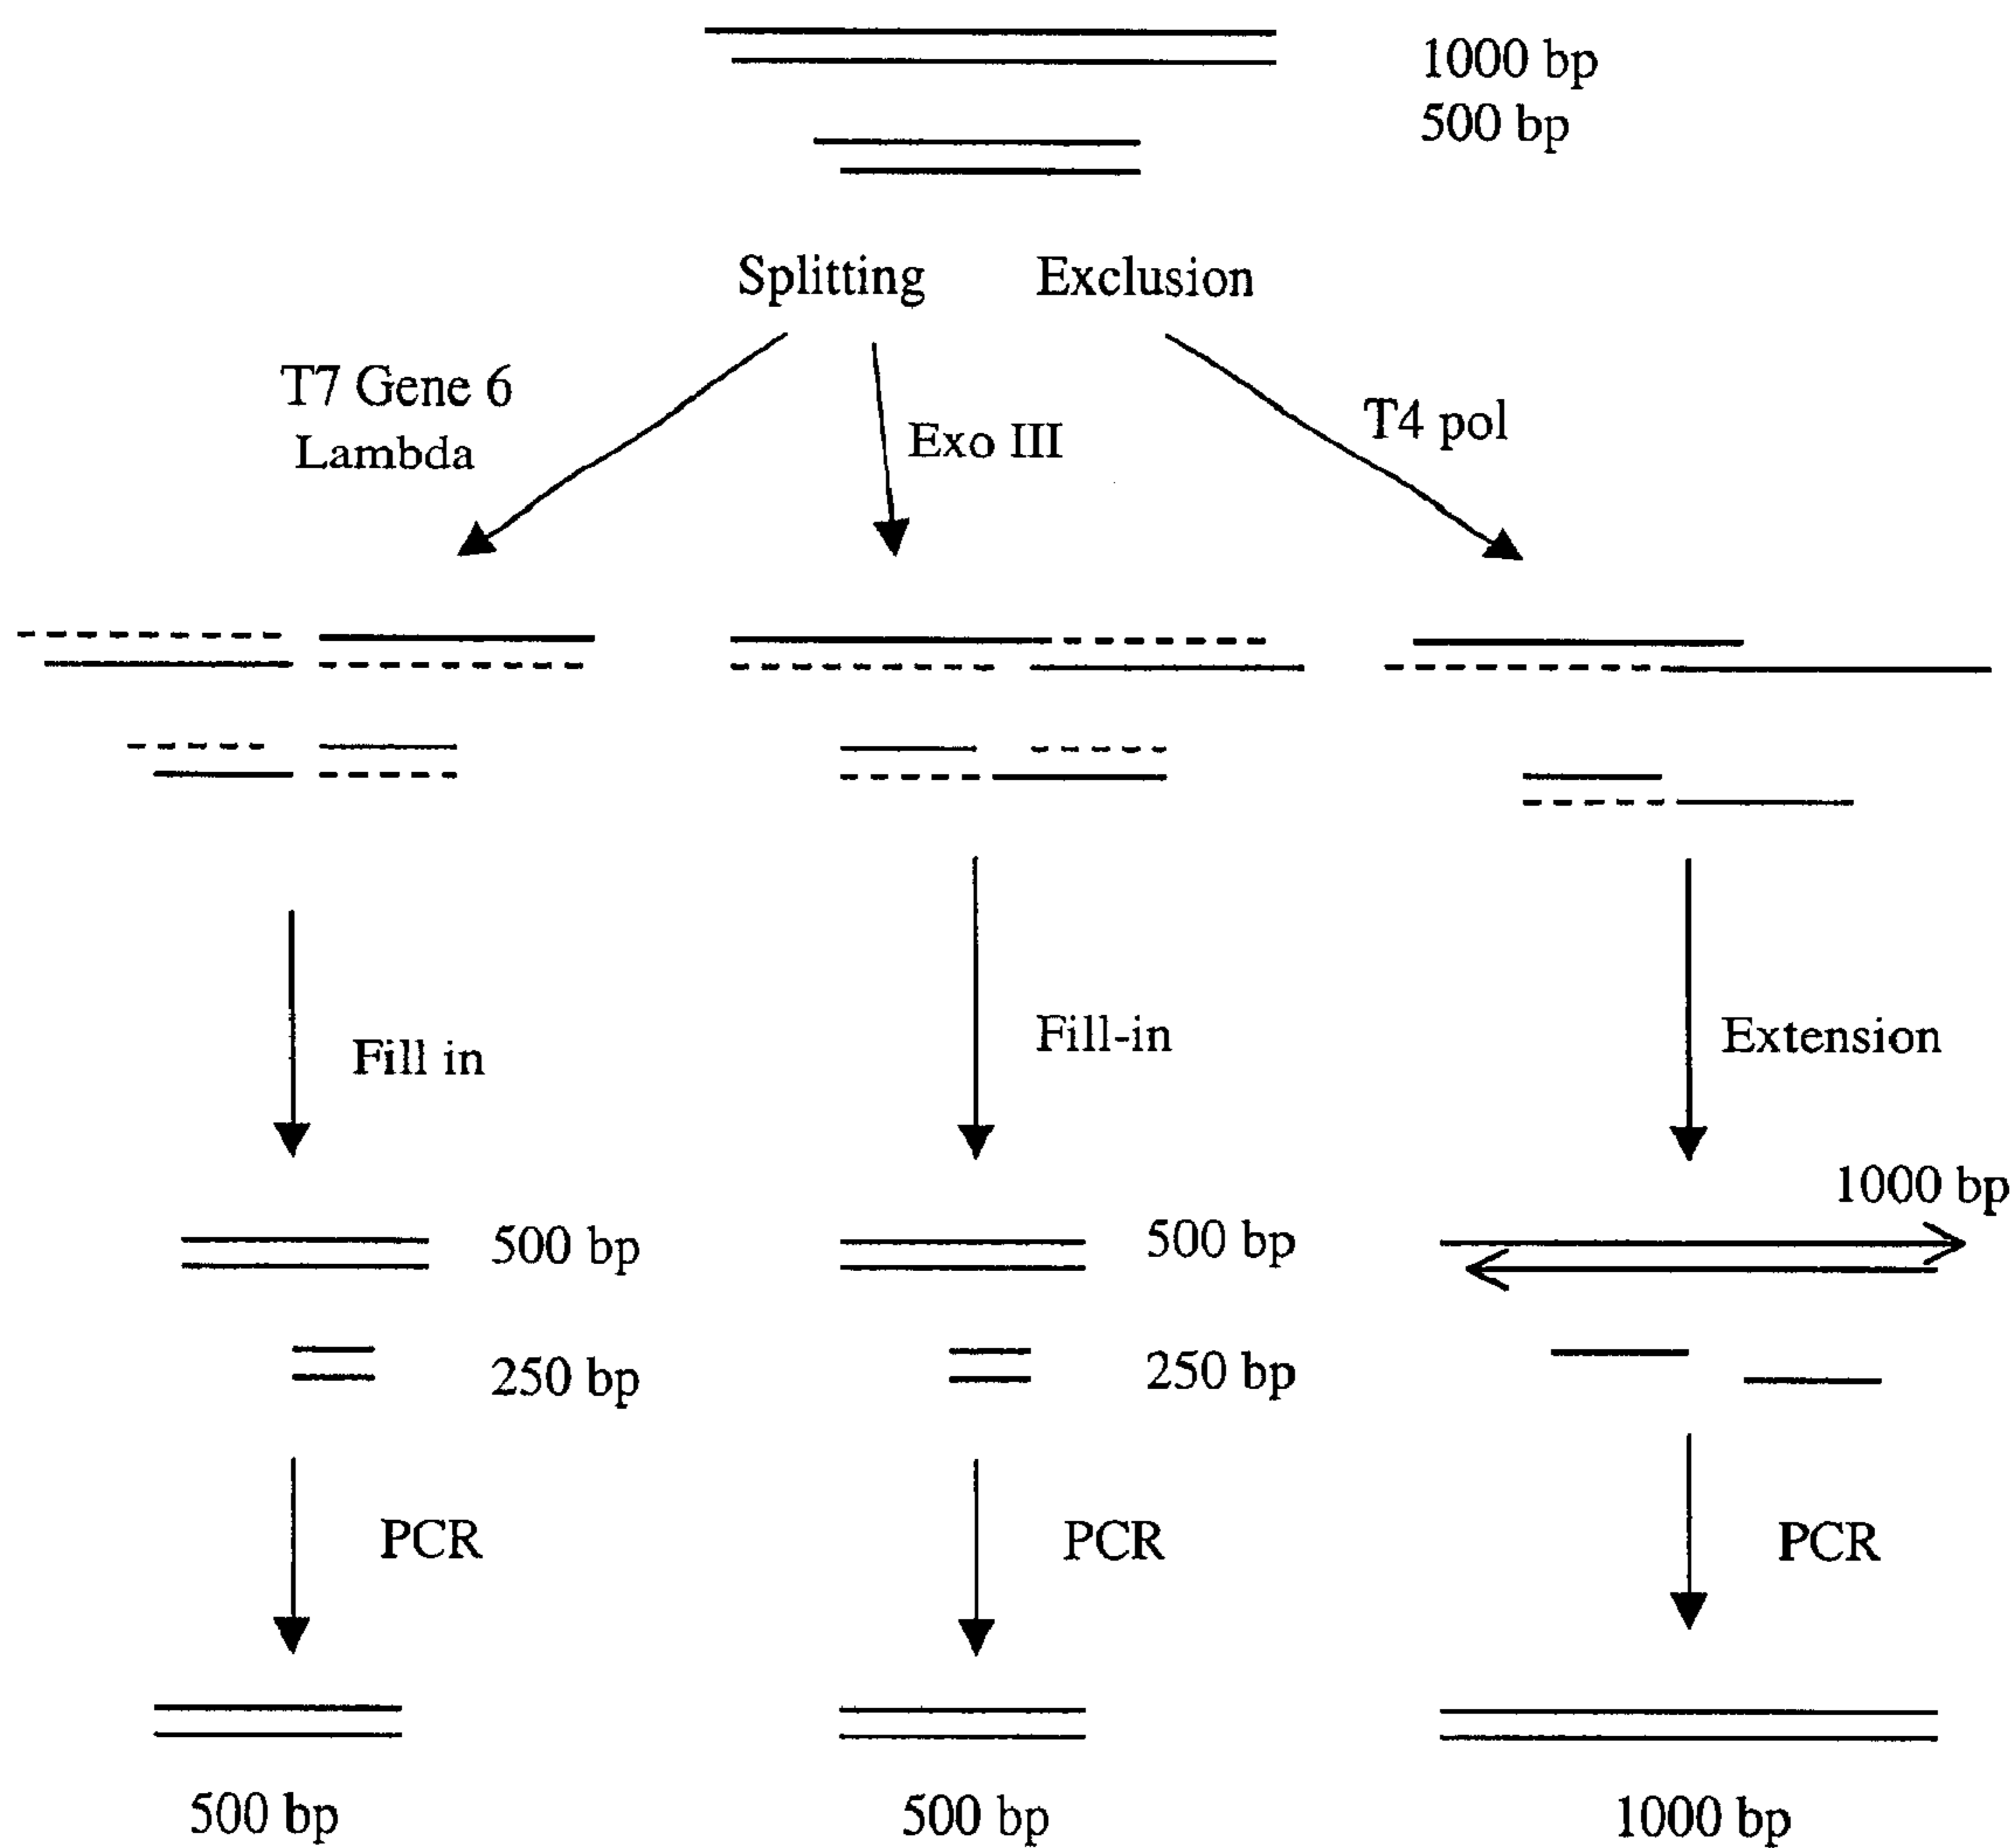 1000 bp
500 bp
Splitting Exclusion
T7 Gene 6
Lambda
Exo III
T4 pol
Fill in
Fill-in
Extension
500 bp
500 bp
1000 bp
250 bp
250 bp
PCR
PCR
PCR
500 bp
500 bp
1000 bp